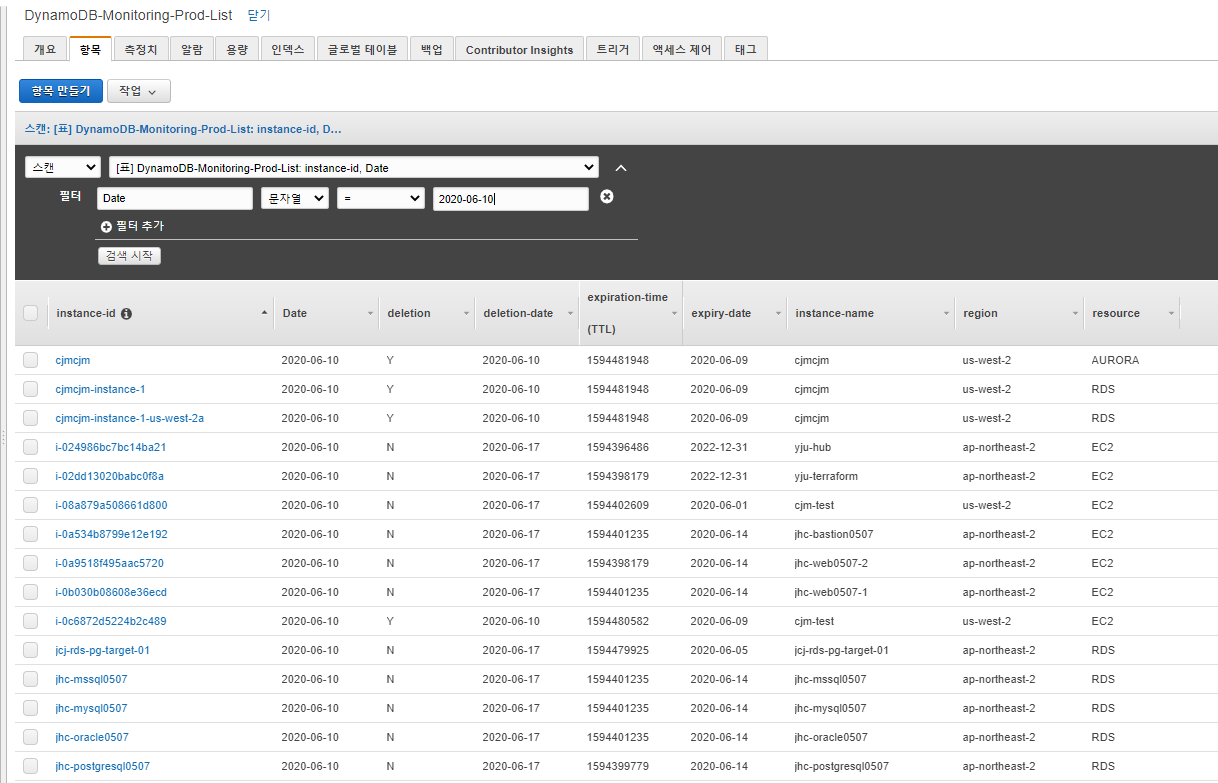 DynamoDB-Monitoring-Prod-List 닫기
개요 항목 측정치 알람 용량 인덱스 글로벌 테이블 백업 Contributor Insights 트리거 액세스 제어 태그
항목 만들기 작업
스캔: [표] DynamoDB-Monitoring-Prod-List: instance-id, D...
스캔 [표] DynamoDB-Monitoring-Prod-List: instance-id, Date
필터 Date 문자열 = 2020-06-10
필터 추가
검색 시작
instance-id Date deletion deletion-date expiration-time (TTL) expiry-date instance-name region resource
cjmcjm 2020-06-10 Y 2020-06-10 1594481948 2020-06-09 cjmcjm us-west-2 AURORA
cjmcjm-instance-1 2020-06-10 Y 2020-06-10 1594481948 2020-06-09 cjmcjm us-west-2 RDS
cjmcjm-instance-1-us-west-2a 2020-06-10 Y 2020-06-10 1594481948 2020-06-09 cjmcjm us-west-2 RDS
i-024986bc7bc14ba21 2020-06-10 N 2020-06-17 1594396486 2022-12-31 yju-hub ap-northeast-2 EC2
i-02dd13020babc0f8a 2020-06-10 N 2020-06-17 1594398179 2022-12-31 yju-terraform ap-northeast-2 EC2
i-08a879a508661d800 2020-06-10 N 2020-06-17 1594402609 2020-06-01 cjm-test us-west-2 EC2
i-0a534b8799e12e192 2020-06-10 N 2020-06-17 1594401235 2020-06-14 jhc-bastion0507 ap-northeast-2 EC2
i-0a9518f495aac5720 2020-06-10 N 2020-06-17 1594398179 2020-06-14 jhc-web0507-2 ap-northeast-2 EC2
i-0b030b08608e36ecd 2020-06-10 N 2020-06-17 1594401235 2020-06-14 jhc-web0507-1 ap-northeast-2 EC2
i-0c6872d5224b2c489 2020-06-10 Y 2020-06-10 1594480582 2020-06-09 cjm-test us-west-2 EC2
jcj-rds-pg-target-01 2020-06-10 N 2020-06-17 1594479925 2020-06-05 jcj-rds-pg-target-01 ap-northeast-2 RDS
jhc-mssql0507 2020-06-10 N 2020-06-17 1594401235 2020-06-14 jhc-mssql0507 ap-northeast-2 RDS
jhc-mysql0507 2020-06-10 N 2020-06-17 1594401235 2020-06-14 jhc-mysql0507 ap-northeast-2 RDS
jhc-oracle0507 2020-06-10 N 2020-06-17 1594401235 2020-06-14 jhc-oracle0507 ap-northeast-2 RDS
jhc-postgresql0507 2020-06-10 N 2020-06-17 1594399779 2020-06-14 jhc-postgresql0507 ap-northeast-2 RDS